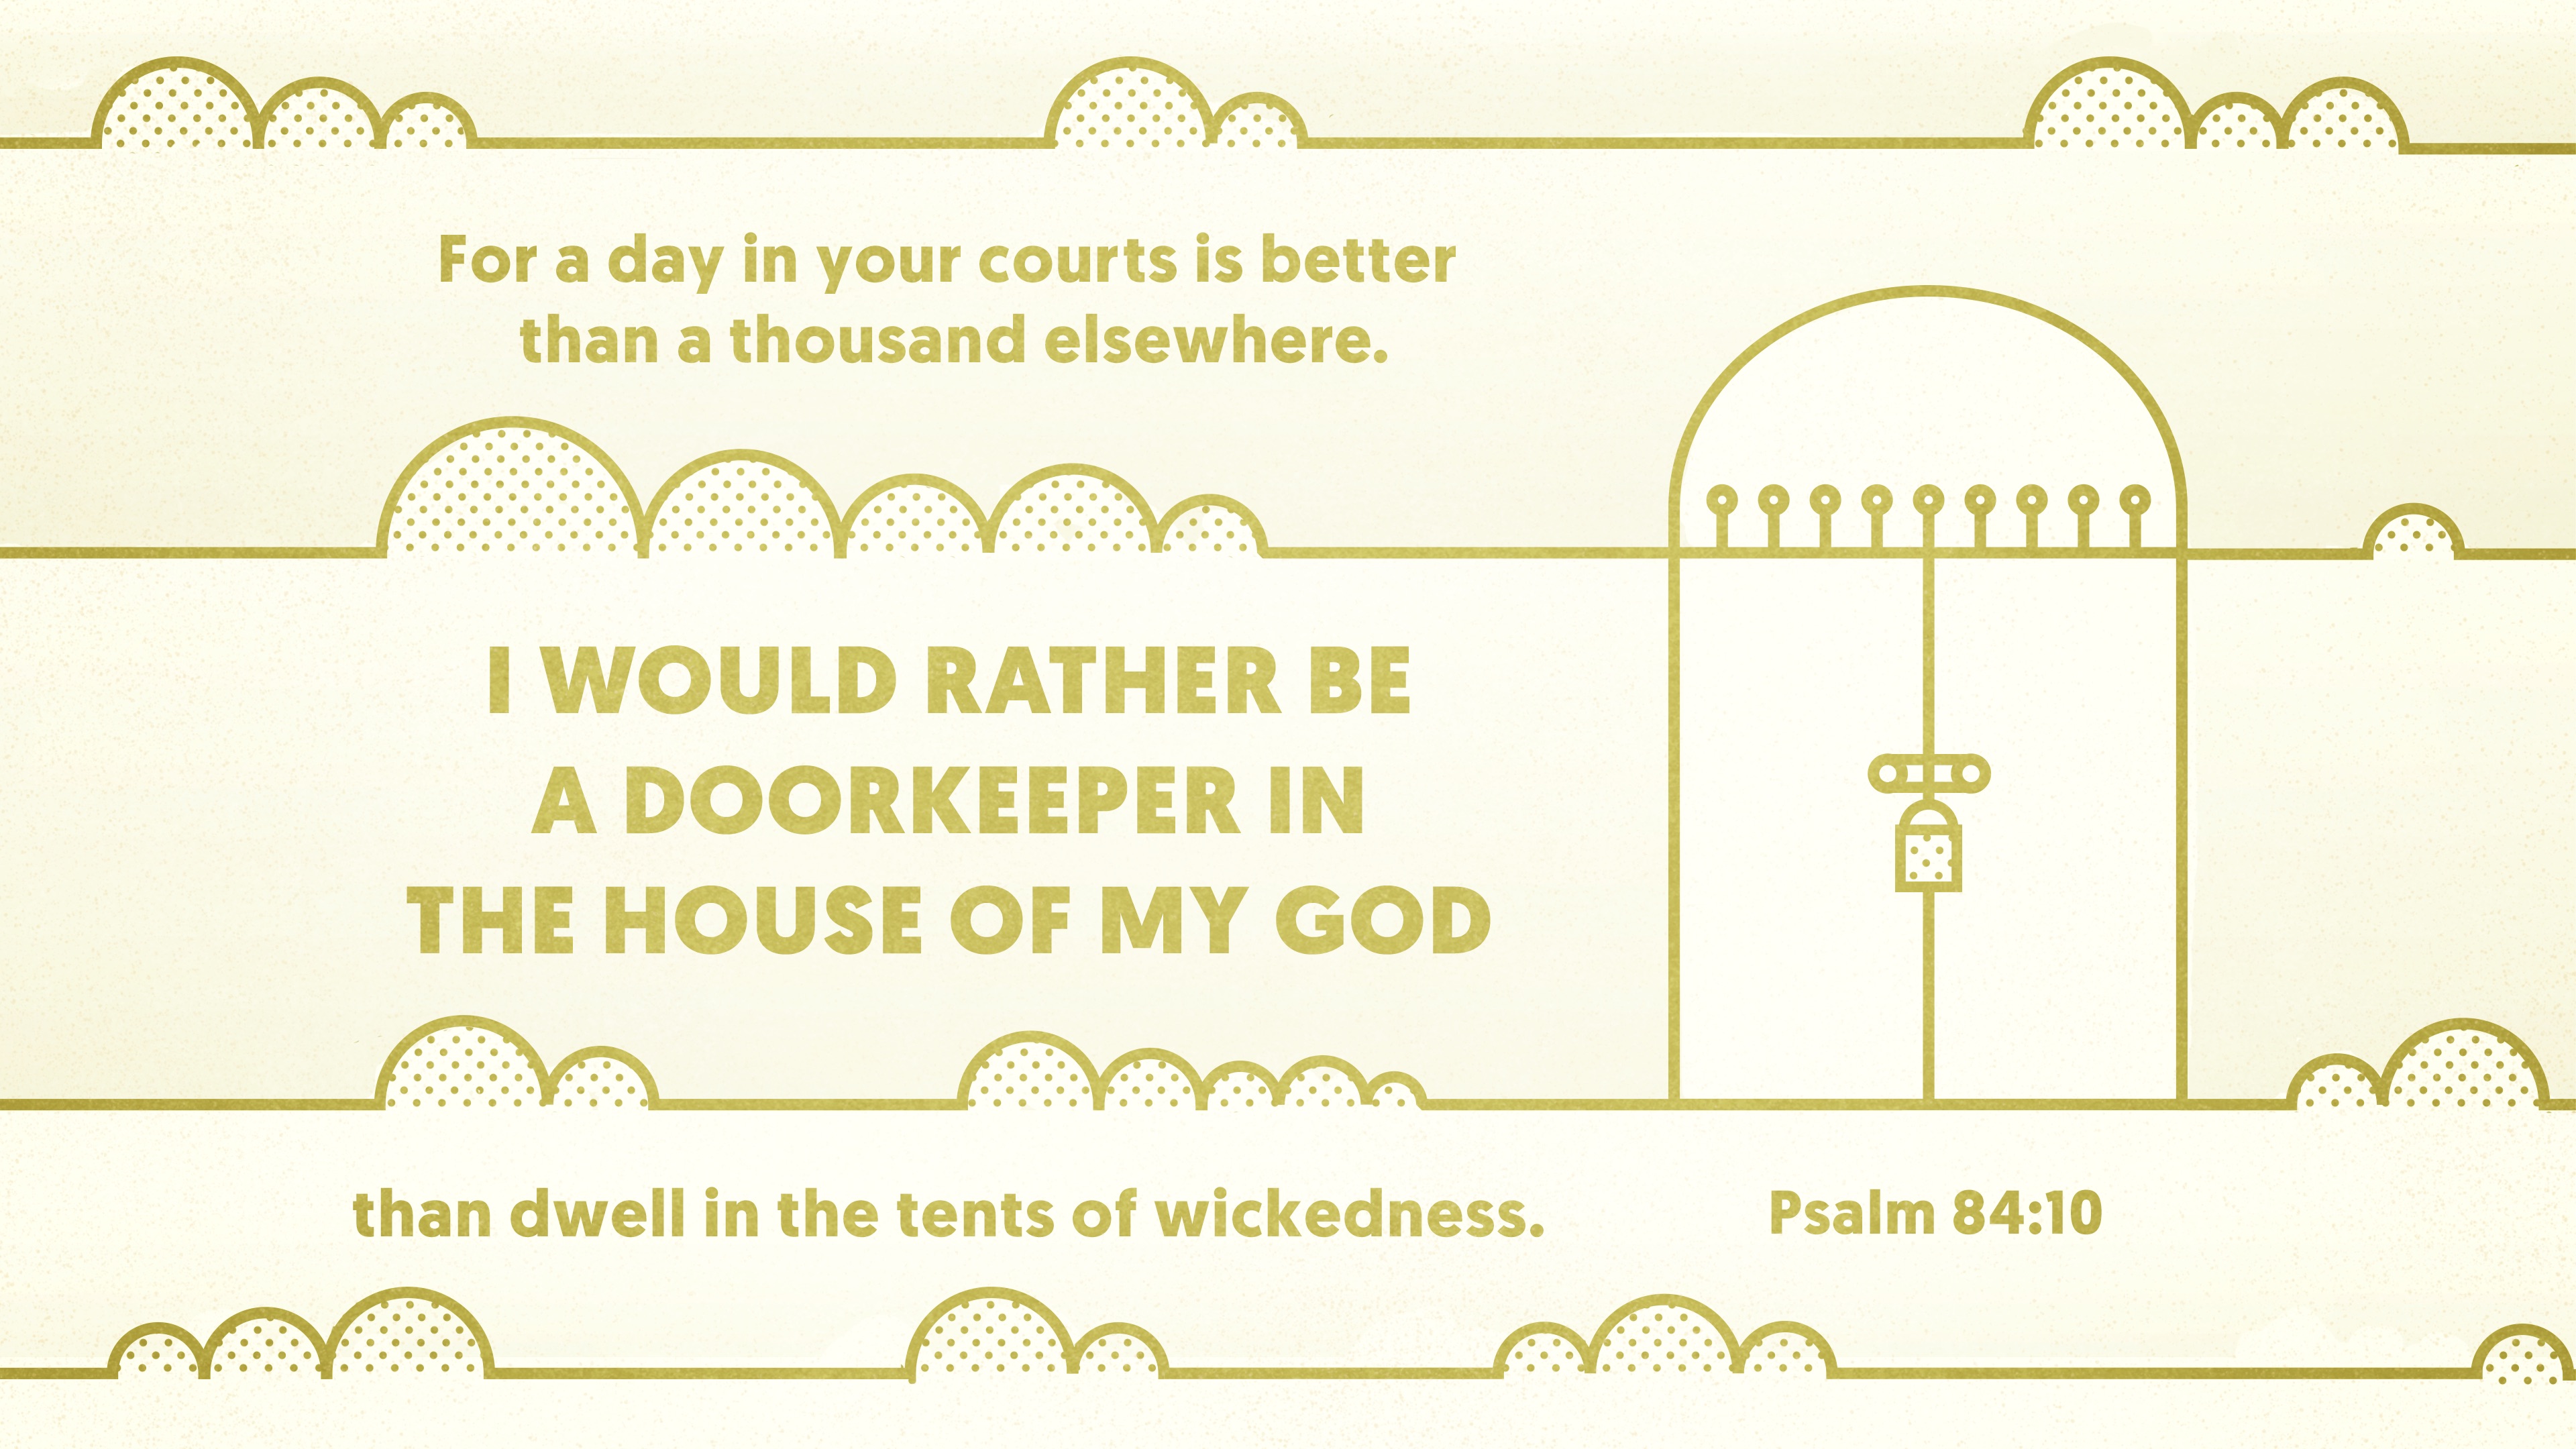 For a day in your courts is better
than a thousand elsewhere.
I WOULD RATHER BE
A DOORKEEPER IN
THE HOUSE OF MY GOD
than dwell in the tents of wickedness.
Psalm 84:10